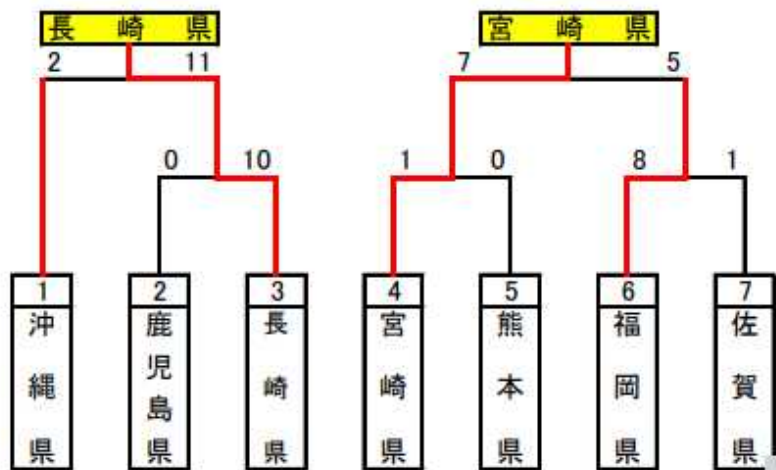 長崎県 宮崎県
2 11 7 5
0 10 1 0 8 1
1 2 3 4 5 6 7
沖縄県
鹿児島県
長崎県
宮崎県
熊本県
福岡県
佐賀県